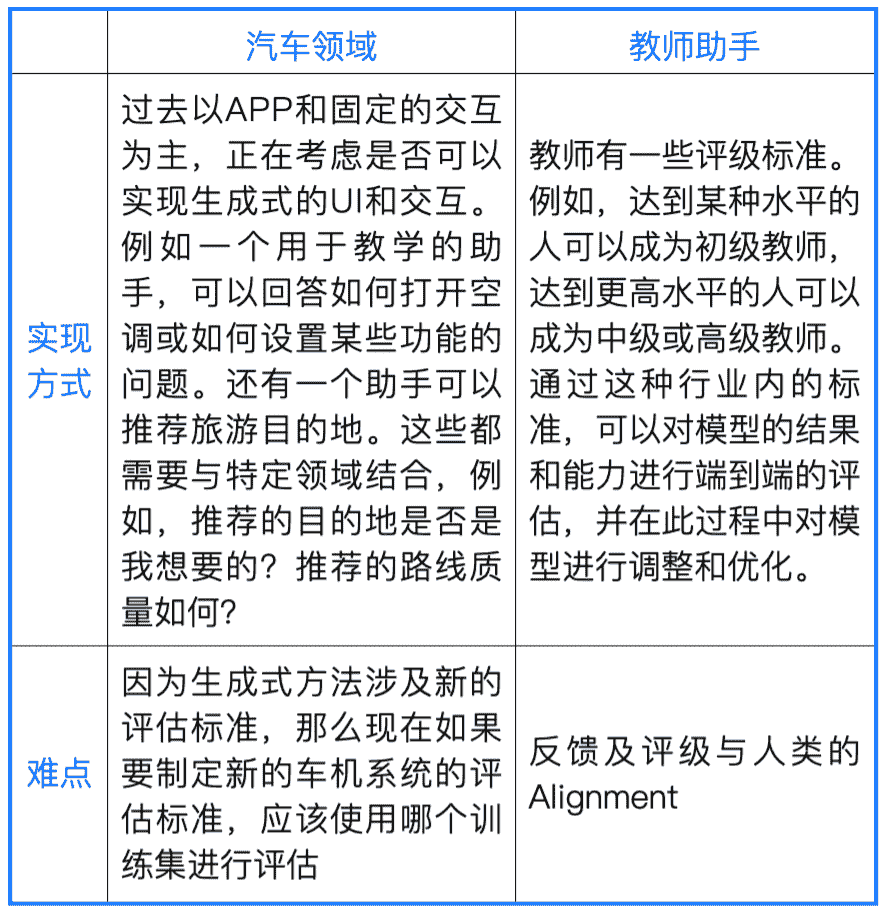 汽车领域
教师助手
实现
方式
过去以APP和固定的交互
为主，正在考虑是否可以
实现生成式的UI和交互。
例如一个用于教学的助
手，可以回答如何打开空
调或如何设置某些功能的
问题。还有一个助手可以
推荐旅游目的地。这些都
需要与特定领域结合，例
如，推荐的目的地是否是
我想要的？推荐的路线质
量如何？
教师有一些评级标准。
例如，达到某种水平的
人可以成为初级教师，
达到更高水平的人可以
成为中级或高级教师。
通过这种行业内的标
准，可以对模型的结果
和能力进行端到端的评
估，并在此过程中对模
型进行调整和优化。
难点
因为生成式方法涉及新的
评估标准，那么现在如果
要制定新的车机系统的评
估标准，应该使用哪个训
练集进行评估
反馈及评级与人类的
Alignment